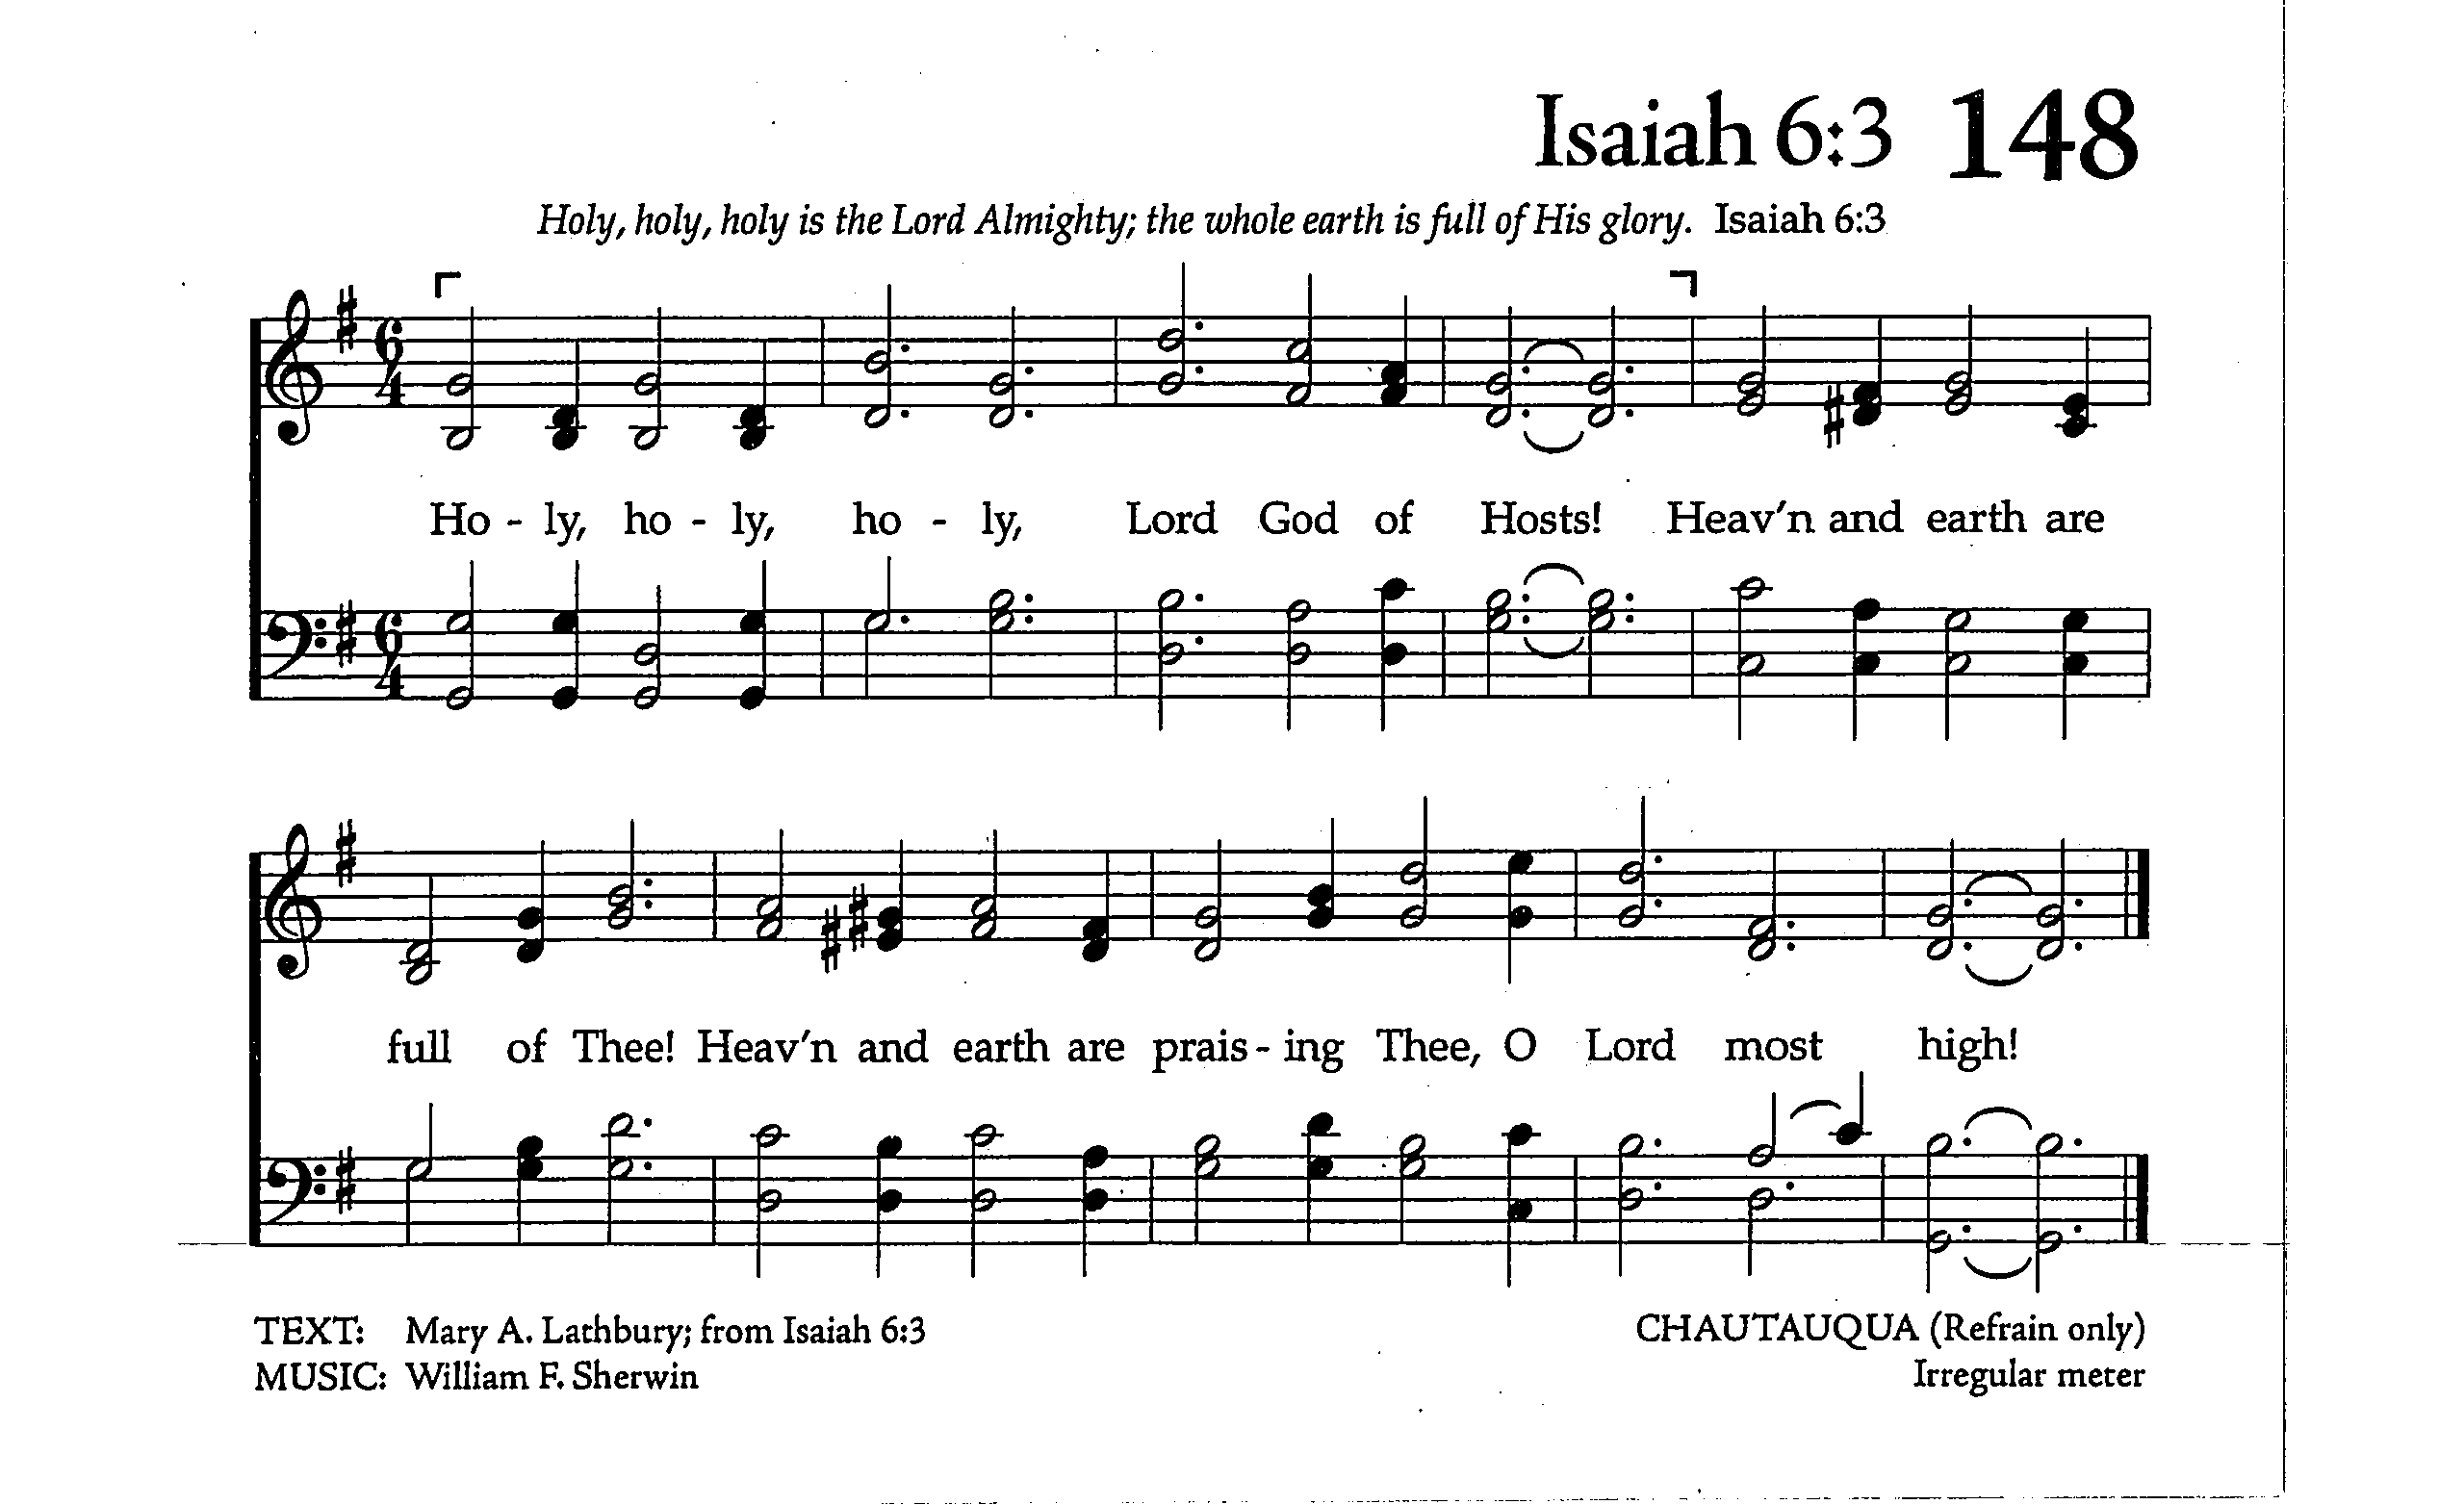 Isaiah 6:3 148
Holy, holy, holy is the Lord Almighty; the whole earth is full of His glory. Isaiah 6:3
Ho - ly, ho - ly, ho - ly, Lord God of Hosts! Heav'n and earth are
full of Thee! Heav'n and earth are prais - ing Thee, O Lord most high!
TEXT: Mary A. Lathbury; from Isaiah 6:3
MUSIC: William F. Sherwin
CHAUTAUQUA (Refrain only)
Irregular meter